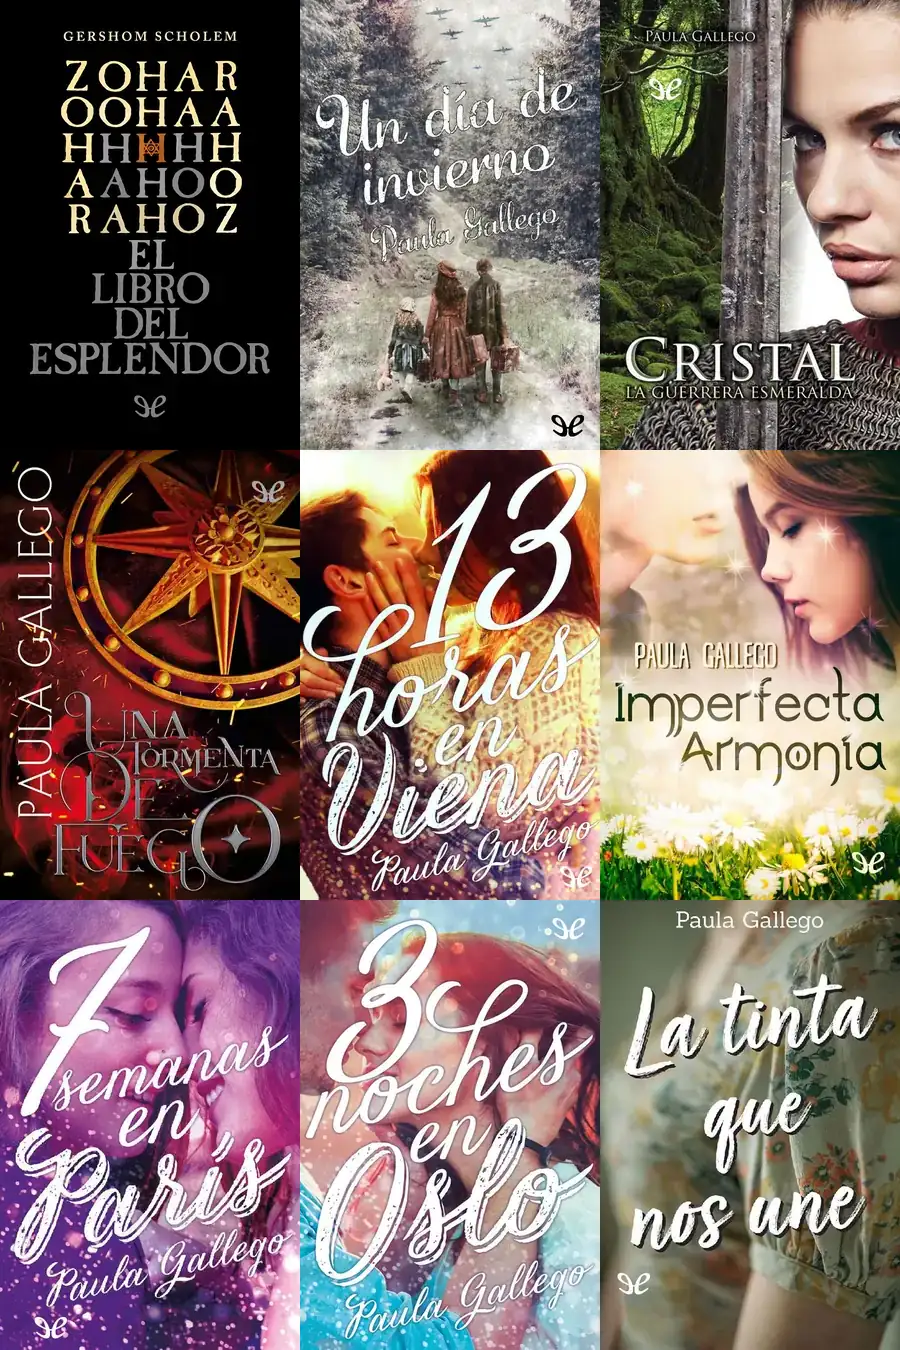 GERSHOM SCHOLEM
ZOHAR
OOHAA
HHHHH
AAHOO
RAHOZ
EL
LIBRO
DEL
ESPLENDOR
Un día de
invierno
Paula Gallego
PAULA GALLEGO
CRISTAL
LA GUERRERA ESMERALDA
PAULA GALLEGO
UNA
TORMENTA
DE
FUEGO
13
horas
en
Viena
Paula Gallego
PAULA GALLEGO
Imperfecta
Armonía
7
semanas
en
París
Paula Gallego
3
noches
en
Oslo
Paula Gallego
Paula Gallego
La tinta
que
nos une